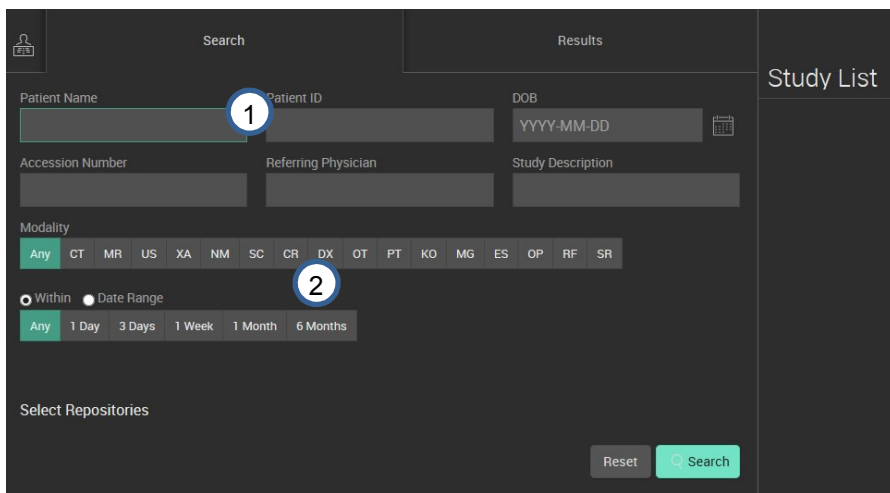 Search Results
Study List
Patient Name Patient ID DOB
1
YYYY-MM-DD
Accession Number Referring Physician Study Description
Modality
Any CT MR US XA NM SC CR DX OT PT KO MG ES OP RF SR
2
Within Date Range
Any 1 Day 3 Days 1 Week 1 Month 6 Months
Select Repositories
Reset Search